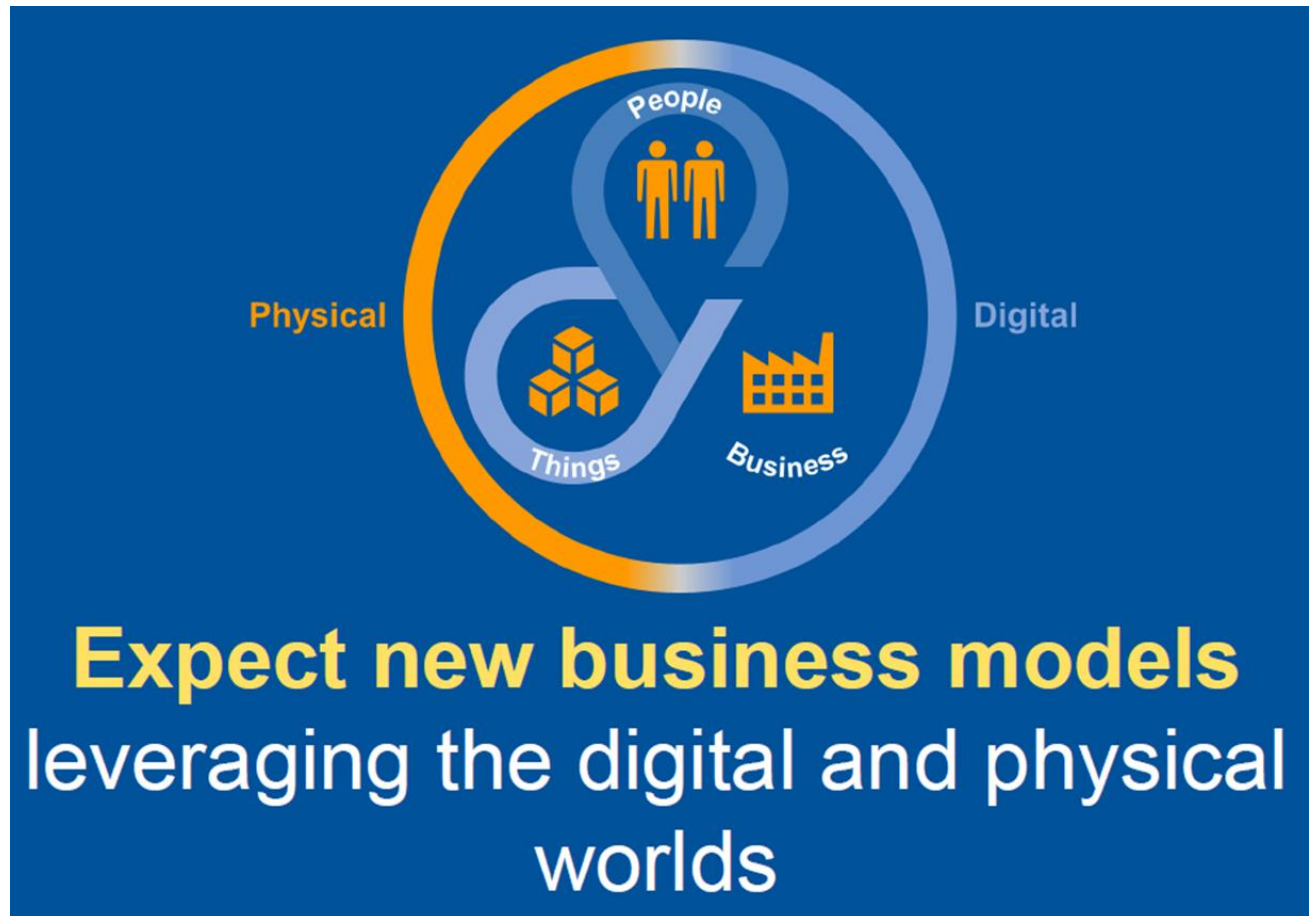 People
Physical
Digital
Things
Business
Expect new business models
leveraging the digital and physical
worlds